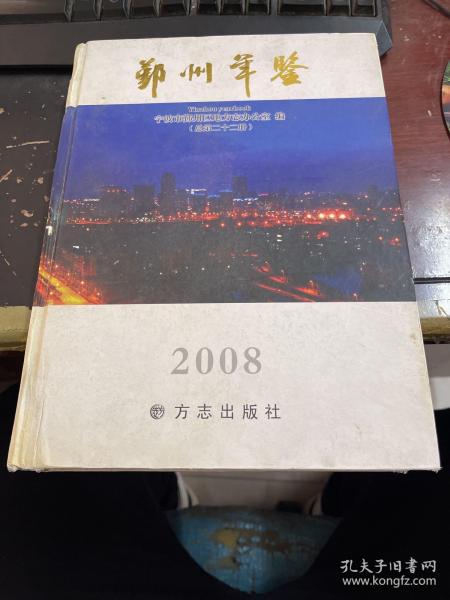 鄞州年鉴
Yinzhou yearbook
宁波市鄞州区地方志办公室 编
(总第二十二册)
2008
方志出版社
孔夫子旧书网
www.kongfz.com